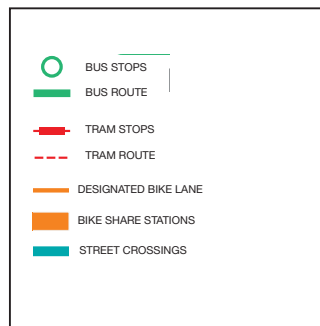 BUS STOPS
BUS ROUTE
TRAM STOPS
TRAM ROUTE
DESIGNATED BIKE LANE
BIKE SHARE STATIONS
STREET CROSSINGS